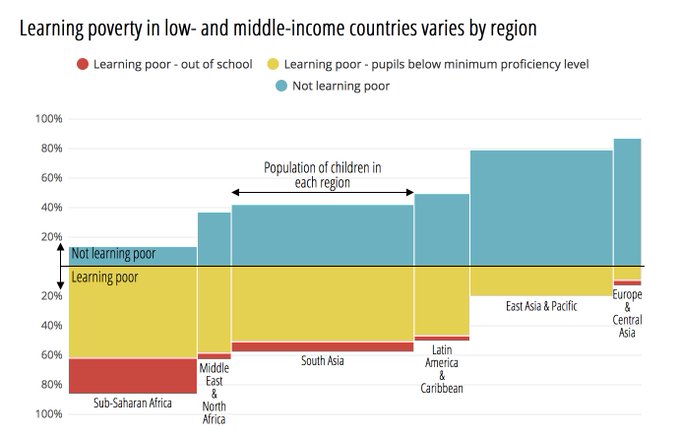 Learning poverty in low- and middle-income countries varies by region
Learning poor - out of school
Learning poor - pupils below minimum proficiency level
Not learning poor
100%
80%
60%
40%
20%
20%
40%
60%
80%
100%
Population of children in
each region
Not learning poor
Learning poor
Sub-Saharan Africa
Middle
East
&
North
Africa
South Asia
Latin
America
&
Caribbean
East Asia & Pacific
Europe
&
Central
Asia